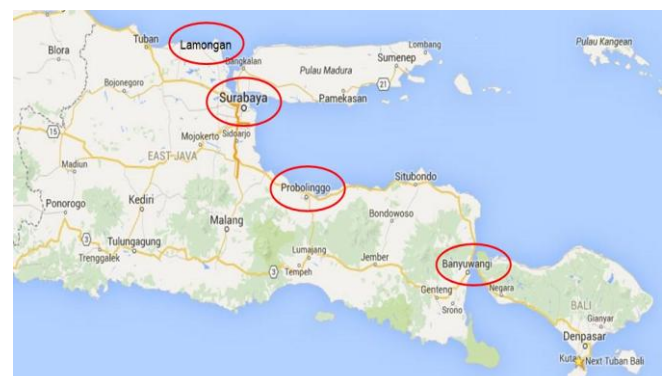 Lombang
Pulau Kangean
Tuban
Lamongan
Blora
Bangkalan
Sumenep
Pulau Madura
Bojonegoro
21
Surabaya
Pamekasan
15
Mojokerto
Sidoarjo
EAST JAVA
Madiun
Situbondo
Probolinggo
Ponorogo
Kediri
Malang
Bondowoso
3
Tulungagung
Trenggalek
Lumajang
Jember
Banyuwangi
3
Tempeh
Genteng
Negara
Srono
BALI
Gianyar
Denpasar
Kuta
Next Tuban Bali